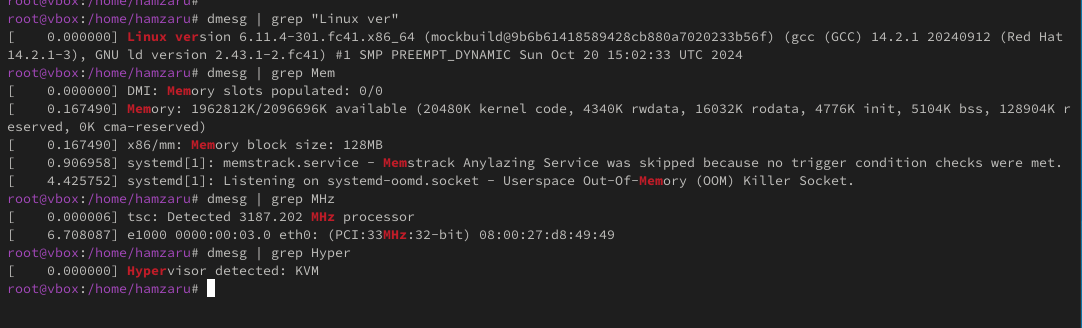 root@vbox:/home/hamzaru#
root@vbox:/home/hamzaru# dmesg | grep "Linux ver"
[    0.000000] Linux version 6.11.4-301.fc41.x86_64 (mockbuild@9b6b61418589428cb880a7020233b56f) (gcc (GCC) 14.2.1 20240912 (Red Hat
14.2.1-3), GNU ld version 2.43.1-2.fc41) #1 SMP PREEMPT_DYNAMIC Sun Oct 20 15:02:33 UTC 2024
root@vbox:/home/hamzaru# dmesg | grep Mem
[    0.000000] DMI: Memory slots populated: 0/0
[    0.167490] Memory: 1962812K/2096696K available (20480K kernel code, 4340K rwdata, 16032K rodata, 4776K init, 5104K bss, 128904K r
eserved, 0K cma-reserved)
[    0.167490] x86/mm: Memory block size: 128MB
[    0.906958] systemd[1]: memstrack.service - Memstrack Anylazing Service was skipped because no trigger condition checks were met.
[    4.425752] systemd[1]: Listening on systemd-oomd.socket - Userspace Out-Of-Memory (OOM) Killer Socket.
root@vbox:/home/hamzaru# dmesg | grep MHz
[    0.000006] tsc: Detected 3187.202 MHz processor
[    6.708087] e1000 0000:00:03.0 eth0: (PCI:33MHz:32-bit) 08:00:27:d8:49:49
root@vbox:/home/hamzaru# dmesg | grep Hyper
[    0.000000] Hypervisor detected: KVM
root@vbox:/home/hamzaru#